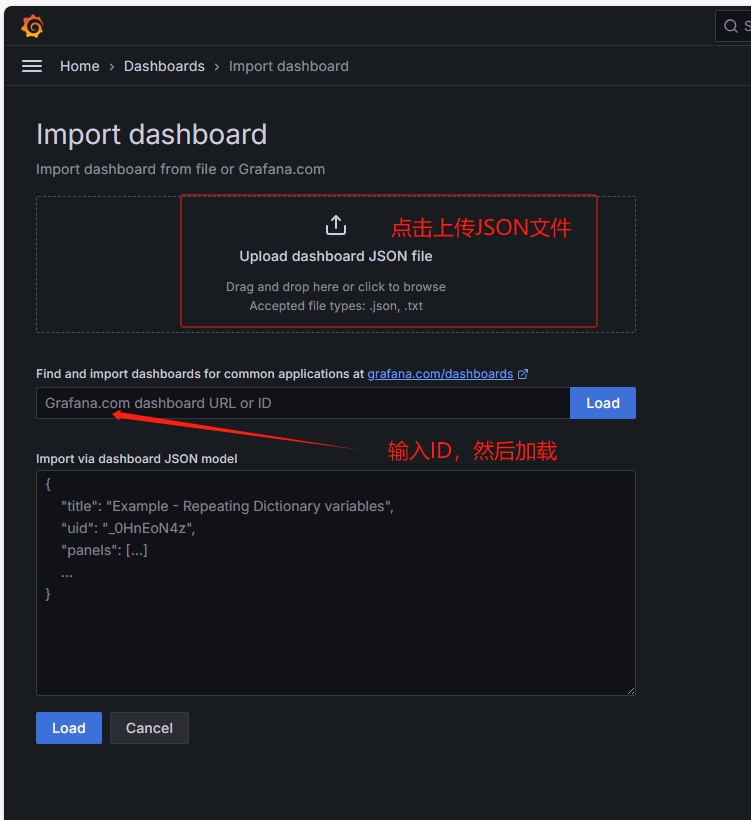 S
Home › Dashboards › Import dashboard
Import dashboard
Import dashboard from file or Grafana.com
点击上传JSON文件
Upload dashboard JSON file
Drag and drop here or click to browse
Accepted file types: .json, .txt
Find and import dashboards for common applications at grafana.com/dashboards
Grafana.com dashboard URL or ID
Load
输入ID，然后加载
Import via dashboard JSON model
{
"title": "Example - Repeating Dictionary variables",
"uid": "_0HnEoN4z",
"panels": [...]
...
}
Load
Cancel